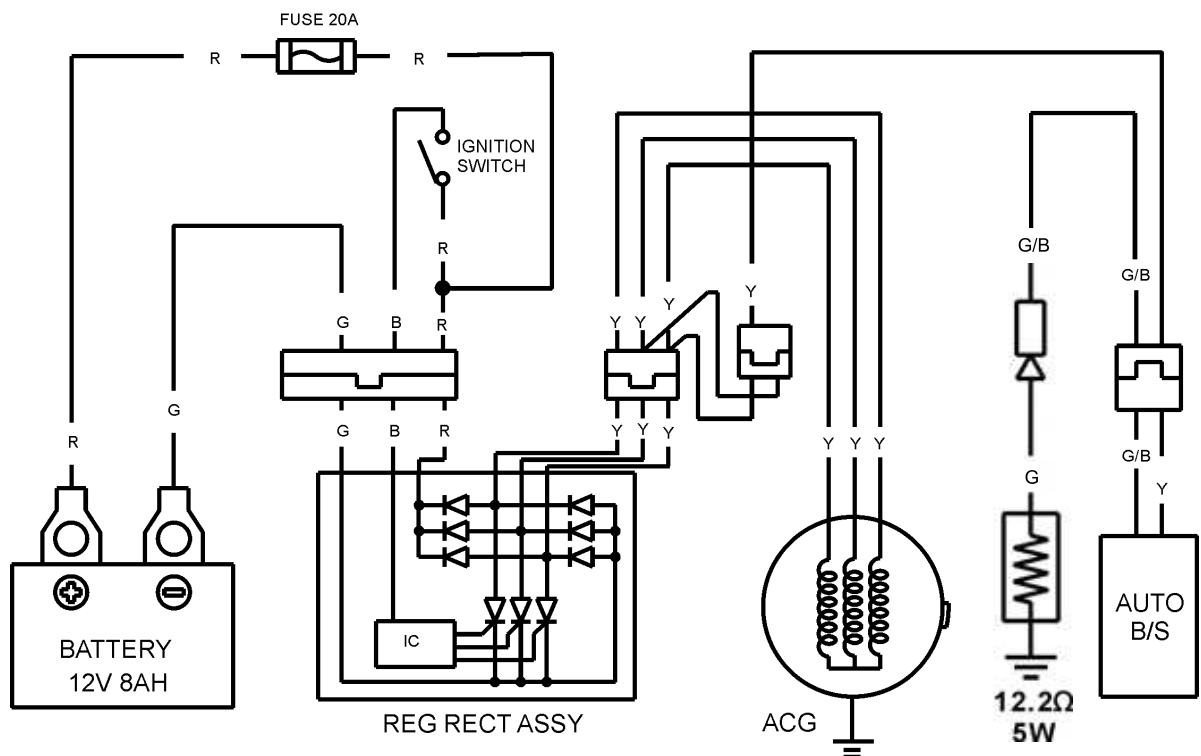 FUSE 20A
R
R
IGNITION
SWITCH
R
G
B
R
Y
Y
Y
Y
G/B
G/B
G
R
G
B
R
Y
Y
Y
Y
Y
Y
G/B
Y
G
BATTERY
12V 8AH
IC
REG RECT ASSY
ACG
AUTO
B/S
12.2Ω
5W